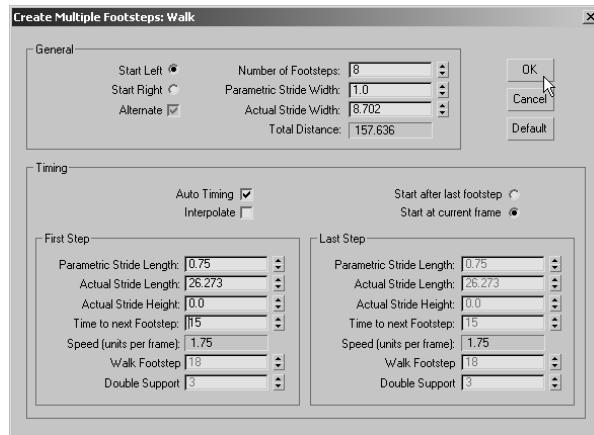 Create Multiple Footsteps: Walk
General
Start Left
Start Right
Alternate
Number of Footsteps: 8
Parametric Stride Width: 1.0
Actual Stride Width: 8.702
Total Distance: 157.636
OK
Cancel
Default
Timing
Auto Timing
Interpolate
Start after last footstep
Start at current frame
First Step
Parametric Stride Length: 0.75
Actual Stride Length: 26.273
Actual Stride Height: 0.0
Time to next Footstep: 15
Speed (units per frame): 1.75
Walk Footstep 18
Double Support 3
Last Step
Parametric Stride Length: 0.75
Actual Stride Length: 26.273
Actual Stride Height: 0.0
Time to next Footstep: 15
Speed (units per frame): 1.75
Walk Footstep 18
Double Support 3